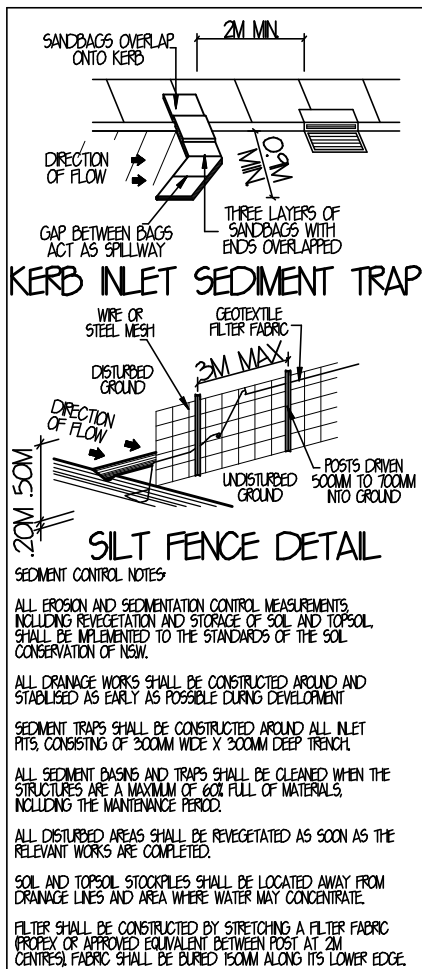 SANDBAGS OVERLAP
ONTO KERB
2M MIN.
DIRECTION
OF FLOW
0.9M
MIN.
GAP BETWEEN BAGS
ACT AS SPILLWAY
THREE LAYERS OF
SANDBAGS WITH
ENDS OVERLAPPED
KERB INLET SEDIMENT TRAP
WIRE OR
STEEL MESH
GEOTEXTILE
FILTER FABRIC
DISTURBED
GROUND
3M MAX
DIRECTION
OF FLOW
.20M .50M
UNDISTURBED
GROUND
POSTS DRIVEN
500MM TO 700MM
INTO GROUND
SILT FENCE DETAIL
SEDIMENT CONTROL NOTES:
ALL EROSION AND SEDIMENTATION CONTROL MEASUREMENTS,
INCLUDING REVEGETATION AND STORAGE OF SOIL AND TOPSOIL,
SHALL BE IMPLEMENTED TO THE STANDARDS OF THE SOIL
CONSERVATION OF NSW.
ALL DRAINAGE WORKS SHALL BE CONSTRUCTED AROUND AND
STABILISED AS EARLY AS POSSIBLE DURING DEVELOPMENT
SEDIMENT TRAPS SHALL BE CONSTRUCTED AROUND ALL INLET
PITS, CONSISTING OF 300MM WIDE X 300MM DEEP TRENCH.
ALL SEDIMENT BASINS AND TRAPS SHALL BE CLEANED WHEN THE
STRUCTURES ARE A MAXIMUM OF 60% FULL OF MATERIALS,
INCLUDING THE MAINTENANCE PERIOD.
ALL DISTURBED AREAS SHALL BE REVEGETATED AS SOON AS THE
RELEVANT WORKS ARE COMPLETED.
SOIL AND TOPSOIL STOCKPILES SHALL BE LOCATED AWAY FROM
DRAINAGE LINES AND AREA WHERE WATER MAY CONCENTRATE.
FILTER SHALL BE CONSTRUCTED BY STRETCHING A FILTER FABRIC
(PROPEX OR APPROVED EQUIVALENT BETWEEN POST AT 2M
CENTRES). FABRIC SHALL BE BURIED 150MM ALONG ITS LOWER EDGE.